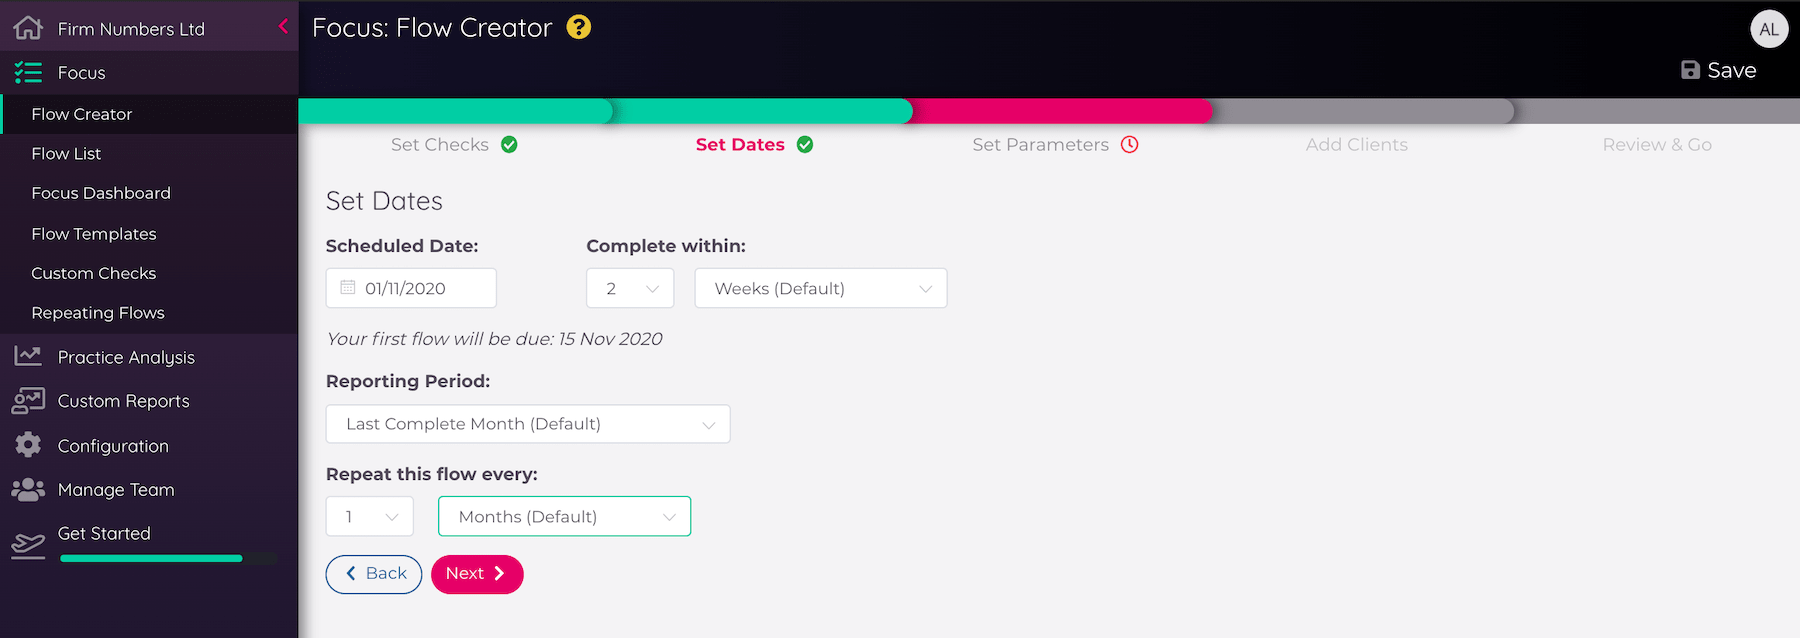 Firm Numbers Ltd
Focus
Flow Creator
Flow List
Focus Dashboard
Flow Templates
Custom Checks
Repeating Flows
Practice Analysis
Custom Reports
Configuration
Manage Team
Get Started
Focus: Flow Creator ?
AL
Save
Set Checks
Set Dates
Set Parameters
Add Clients
Review & Go
Set Dates
Scheduled Date: Complete within:
01/11/2020 2 Weeks (Default)
Your first flow will be due: 15 Nov 2020
Reporting Period:
Last Complete Month (Default)
Repeat this flow every:
1 Months (Default)
Back Next